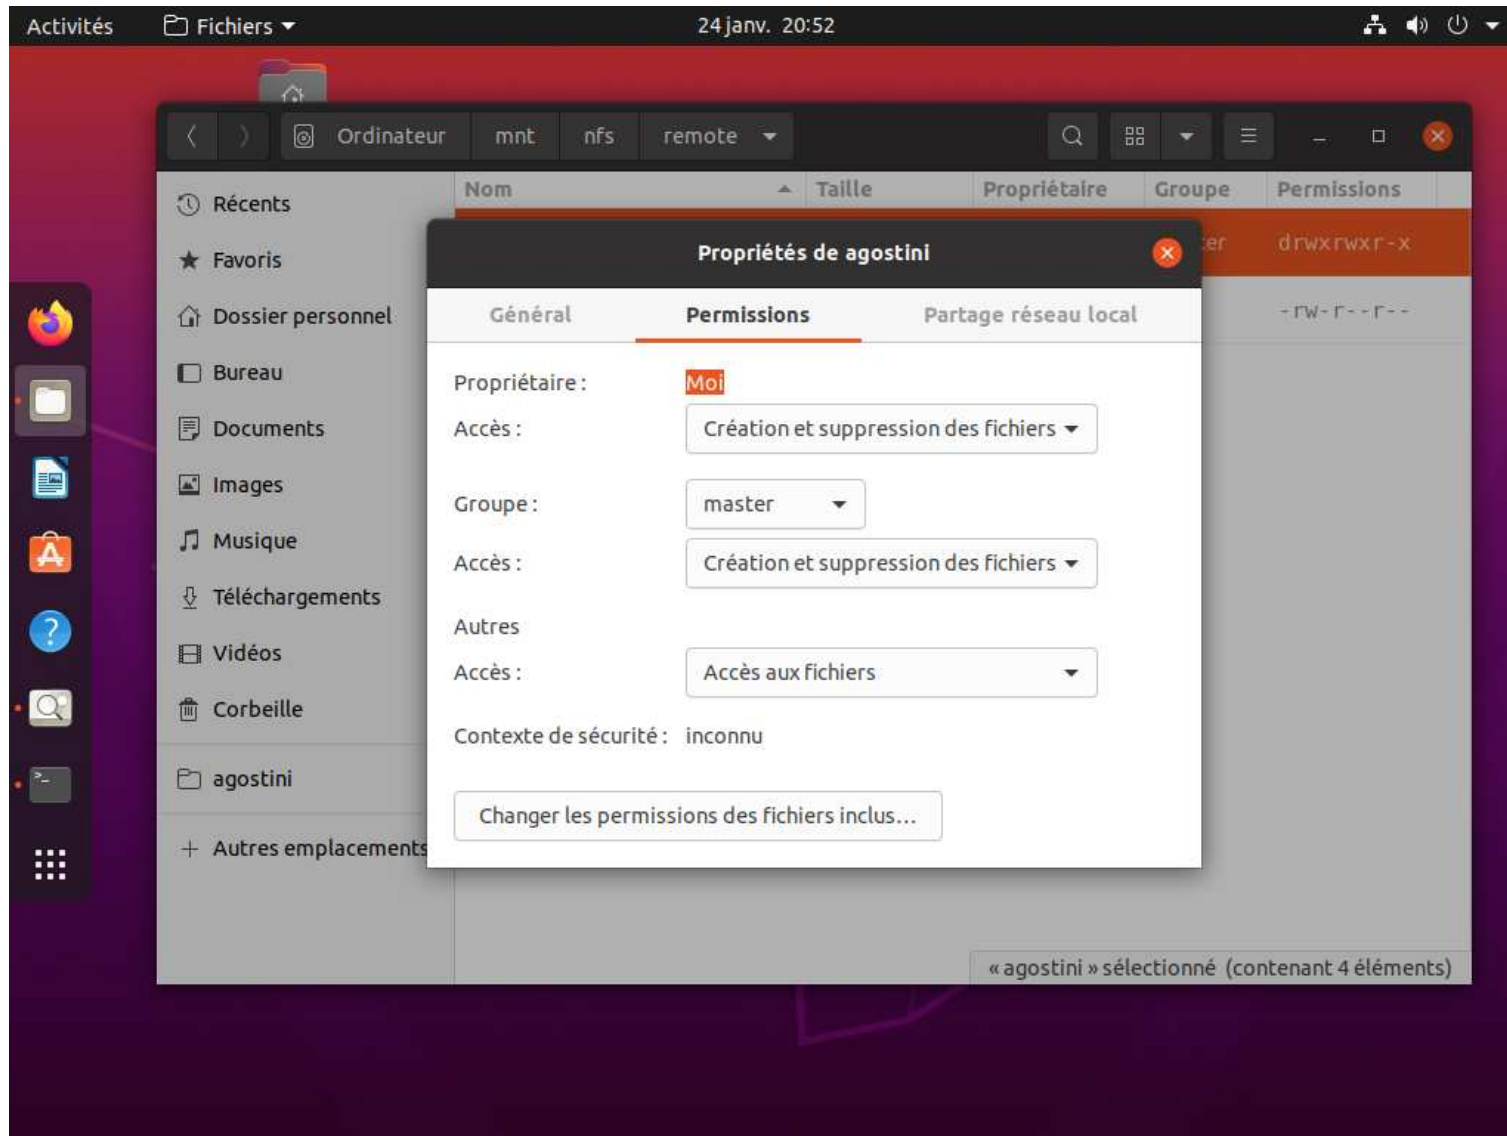 Activités Fichiers 24 janv. 20:52
Ordinateur mnt nfs remote
Nom Taille Propriétaire Groupe Permissions
Récents
Favoris
Dossier personnel
Bureau
Documents
Images
Musique
Téléchargements
Vidéos
Corbeille
agostini
Autres emplacements
er drwxrwxr-x
-rw-r--r--
Propriétés de agostini
Général Permissions Partage réseau local
Propriétaire : Moi
Accès : Création et suppression des fichiers
Groupe : master
Accès : Création et suppression des fichiers
Autres
Accès : Accès aux fichiers
Contexte de sécurité : inconnu
Changer les permissions des fichiers inclus…
« agostini » sélectionné (contenant 4 éléments)